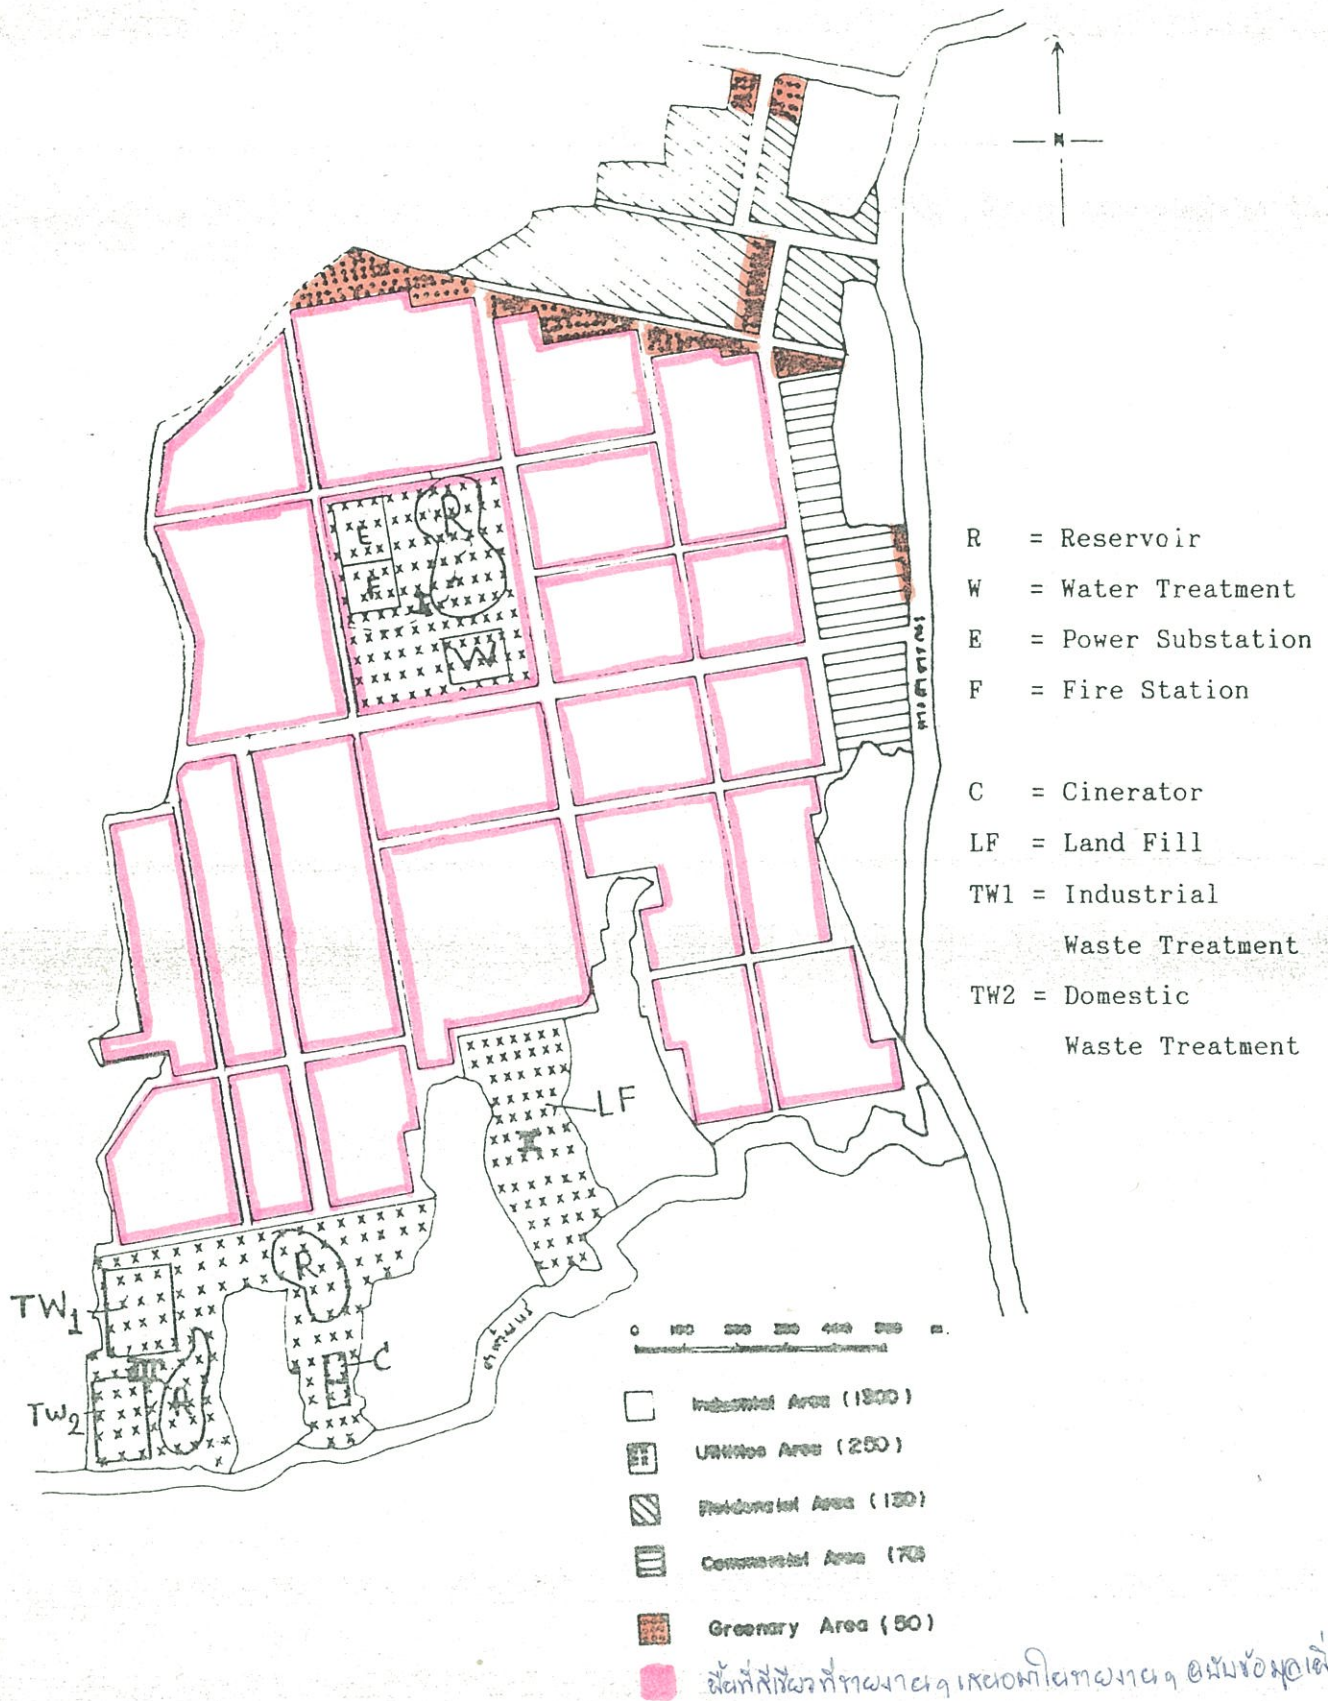 N
R = Reservoir
W = Water Treatment
E = Power Substation
F = Fire Station
C = Cinerator
LF = Land Fill
TW1 = Industrial
Waste Treatment
TW2 = Domestic
Waste Treatment
R
E
F
W
LF
R
TW1
C
TW2
R
0 100 200 300 400 500 m.
Industrial Area (1800)
Utilities Area (250)
Residential Area (130)
Commercial Area (70)
Greenary Area (50)